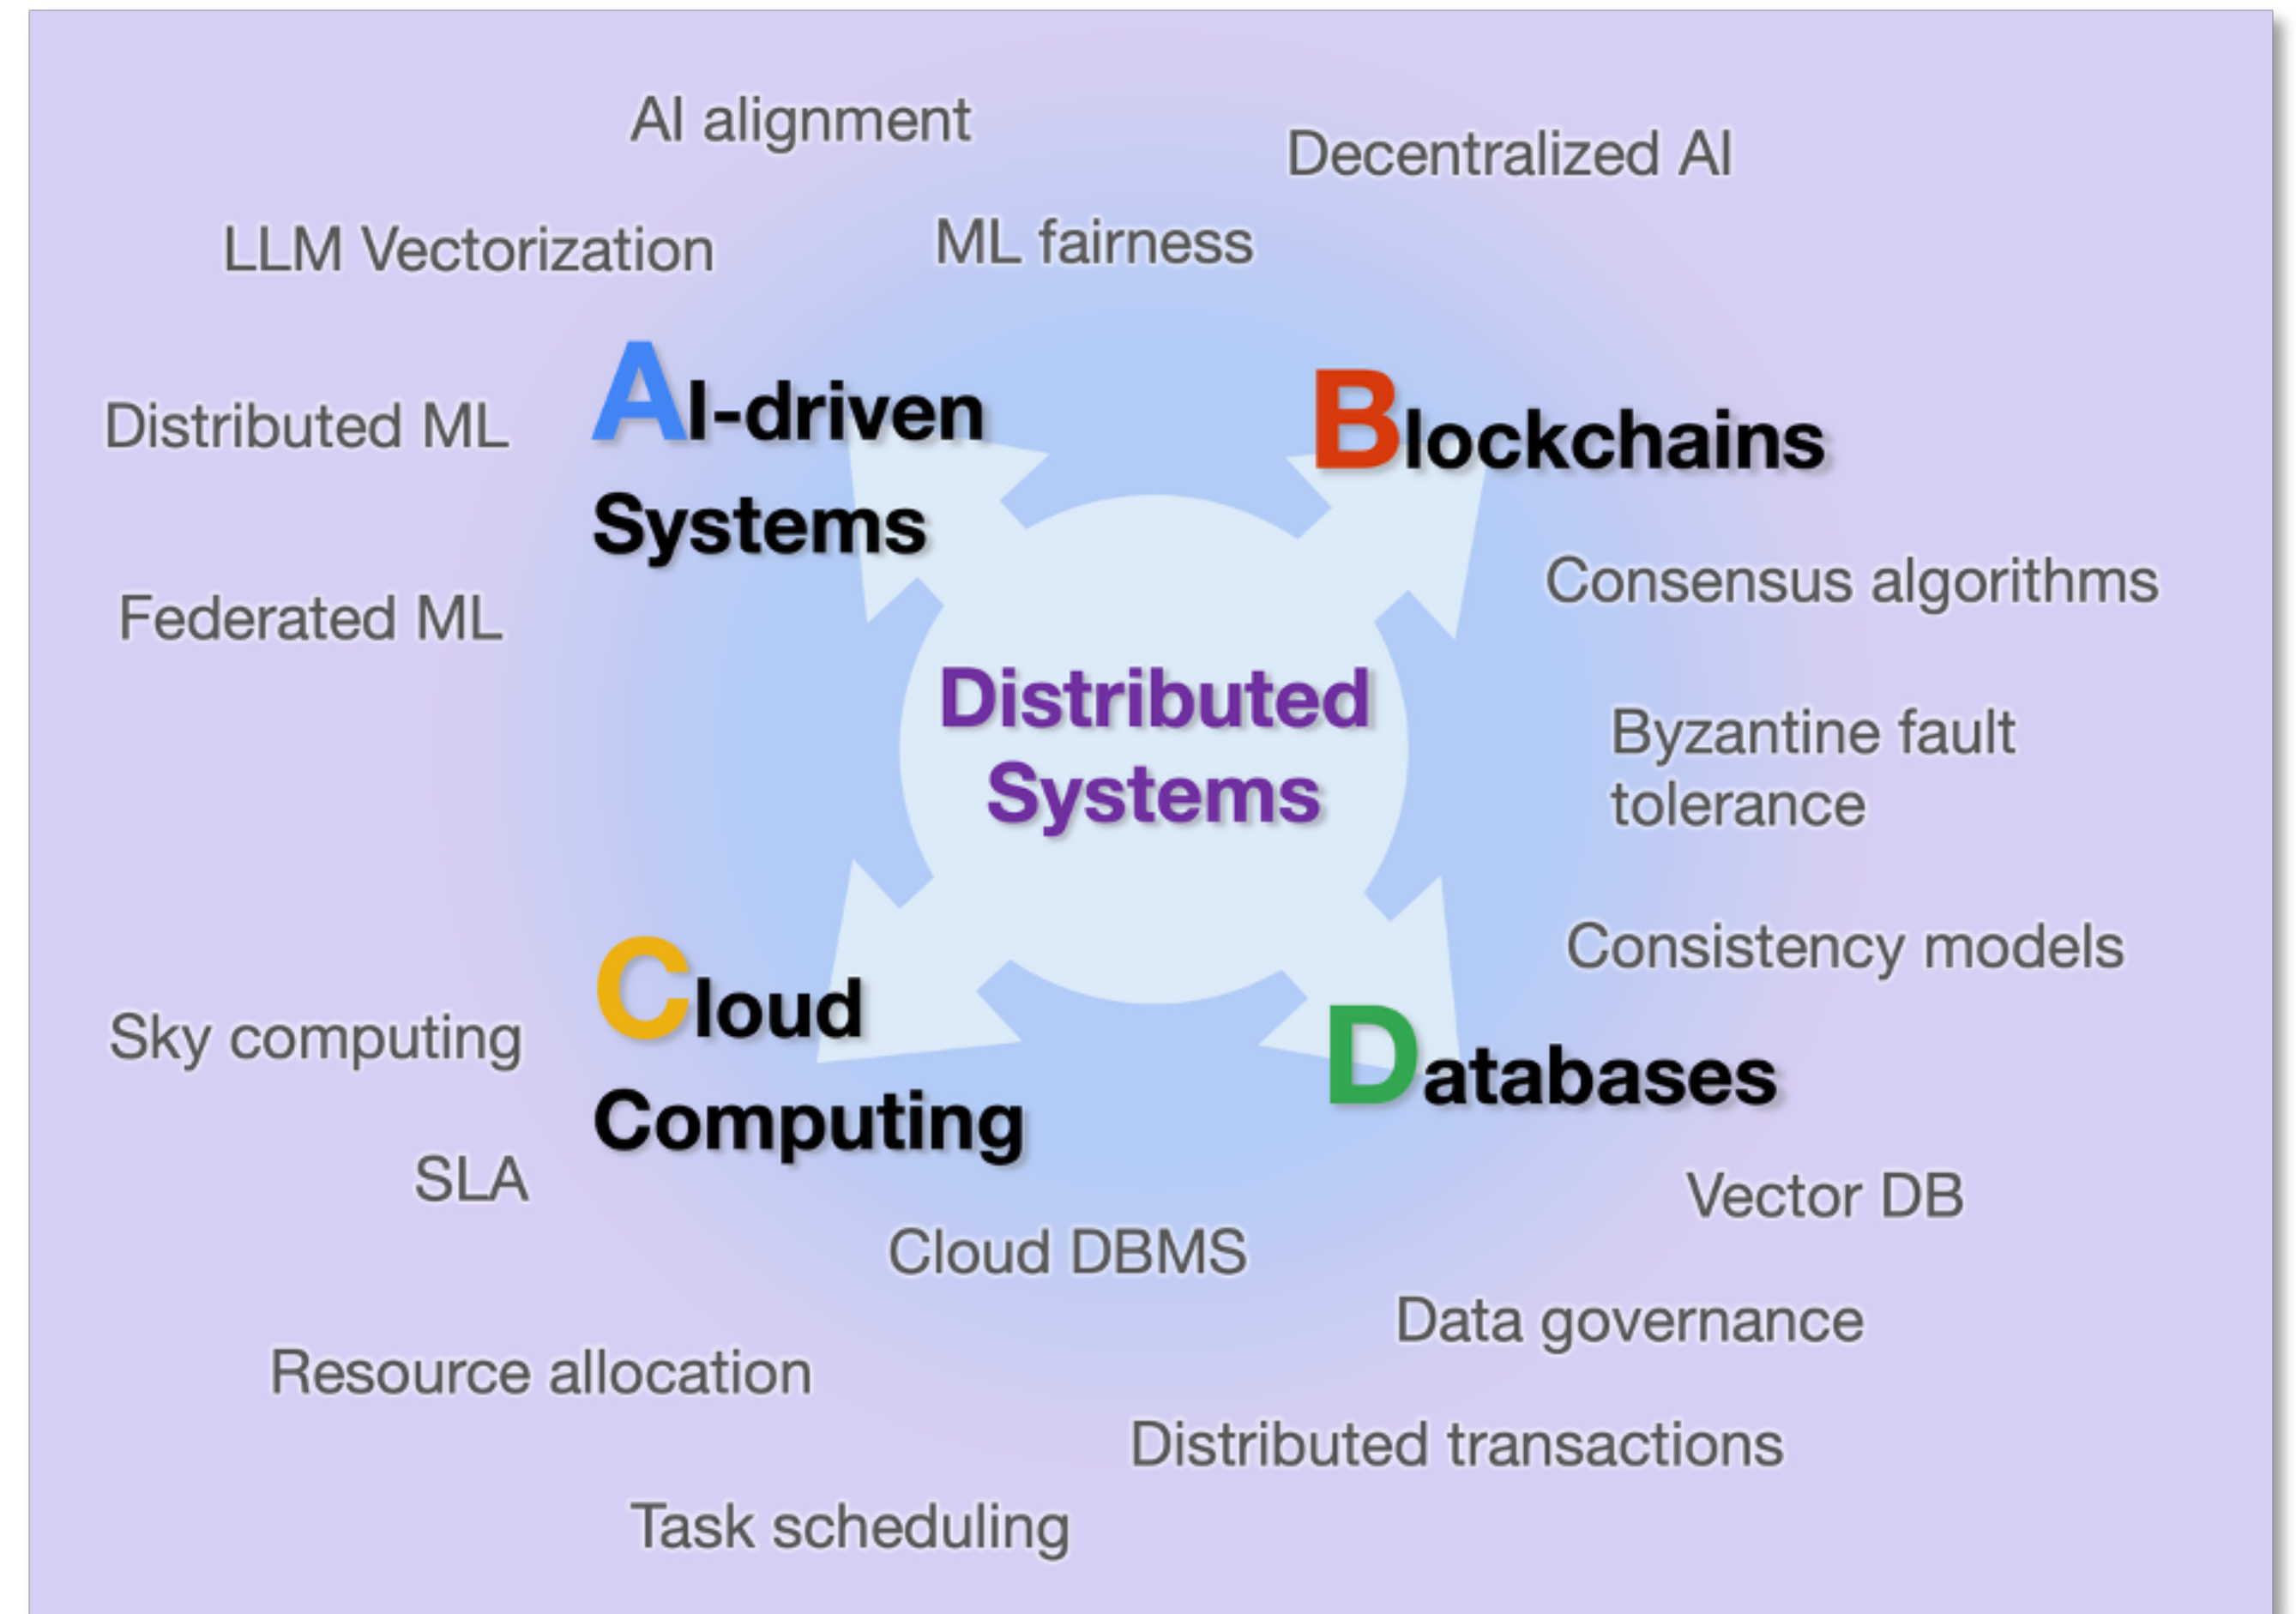 AI alignment
Decentralized AI
LLM Vectorization
ML fairness
AI-driven
Systems
Blockchains
Distributed ML
Federated ML
Consensus algorithms
Distributed
Systems
Byzantine fault
tolerance
Consistency models
Cloud
Computing
Databases
Sky computing
SLA
Vector DB
Cloud DBMS
Data governance
Resource allocation
Distributed transactions
Task scheduling